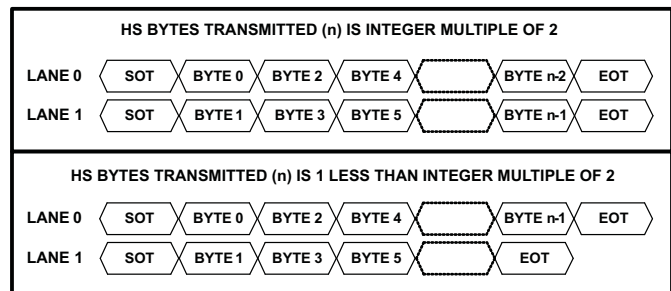 HS BYTES TRANSMITTED (n) IS INTEGER MULTIPLE OF 2
LANE 0 SOT BYTE 0 BYTE 2 BYTE 4 BYTE n-2 EOT
LANE 1 SOT BYTE 1 BYTE 3 BYTE 5 BYTE n-1 EOT
HS BYTES TRANSMITTED (n) IS 1 LESS THAN INTEGER MULTIPLE OF 2
LANE 0 SOT BYTE 0 BYTE 2 BYTE 4 BYTE n-1 EOT
LANE 1 SOT BYTE 1 BYTE 3 BYTE 5 EOT